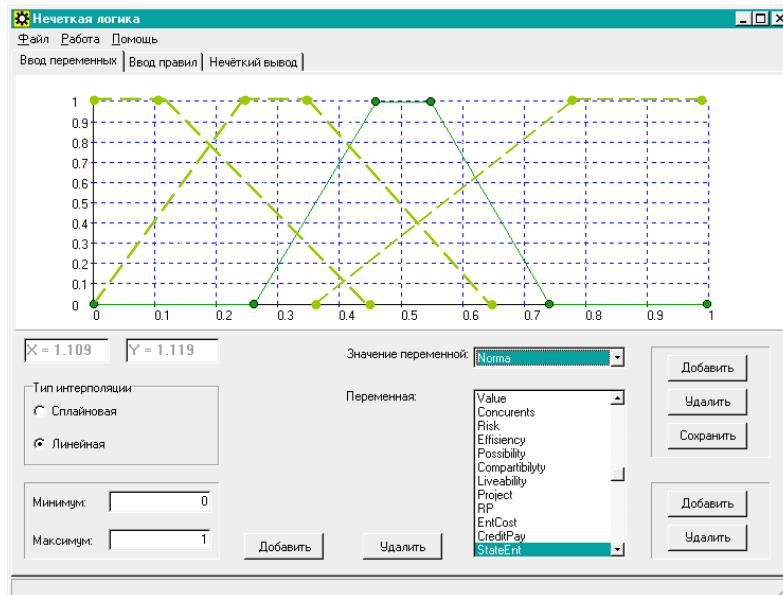 Нечеткая логика
Файл Работа Помощь
Ввод переменных Ввод правил Нечёткий вывод
1
0.9
0.8
0.7
0.6
0.5
0.4
0.3
0.2
0.1
0
0 0.1 0.2 0.3 0.4 0.5 0.6 0.7 0.8 0.9 1
X = 1.109 Y = 1.119
Значение переменной: Norma
Тип интерполяции
Сплайновая
Линейная
Переменная:
Value
Concurents
Risk
Effisiency
Possibility
Compartibilyty
Liveability
Project
RP
EntCost
CreditPay
StateEnt
Добавить
Удалить
Сохранить
Минимум: 0
Максимум: 1
Добавить Удалить
Добавить
Удалить